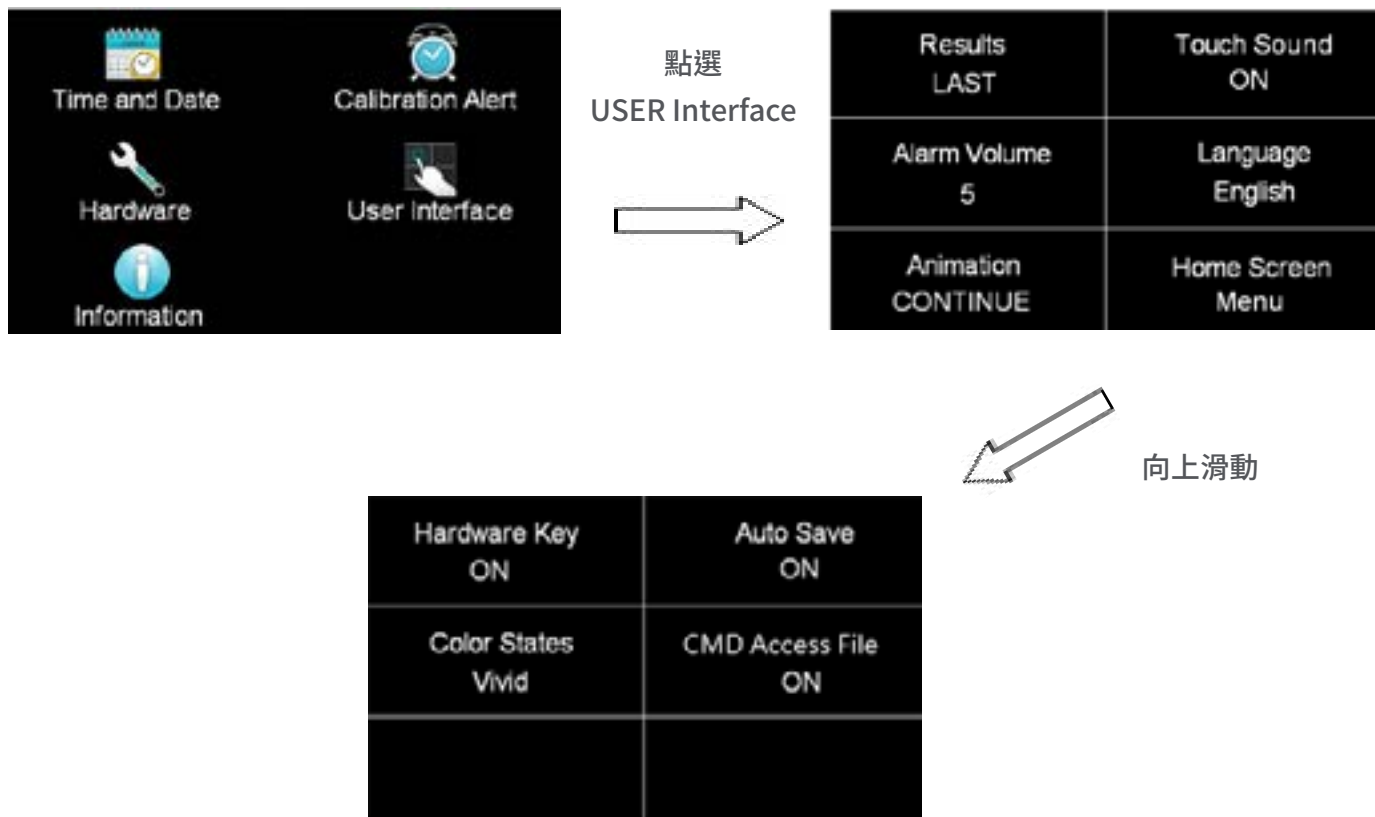 Time and Date
Calibration Alert
Hardware
User Interface
Information
點選
USER Interface
Results
LAST
Touch Sound
ON
Alarm Volume
5
Language
English
Animation
CONTINUE
Home Screen
Menu
向上滑動
Hardware Key
ON
Auto Save
ON
Color States
Vivid
CMD Access File
ON